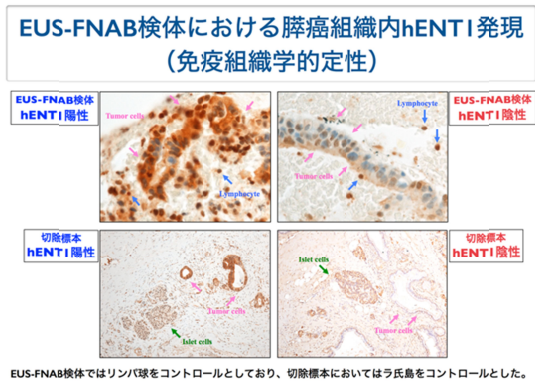 EUS-FNAB検体における膵癌組織内hENT1発現
（免疫組織学的定性）
EUS-FNAB検体
hENT1陽性
Tumor cells
Lymphocyte
Lymphocyte
Tumor cells
EUS-FNAB検体
hENT1陰性
切除標本
hENT1陽性
Tumor cells
Islet cells
Islet cells
Tumor cells
切除標本
hENT1陰性
EUS-FNAB検体ではリンパ球をコントロールとしており、切除標本においてはラ氏島をコントロールとした。